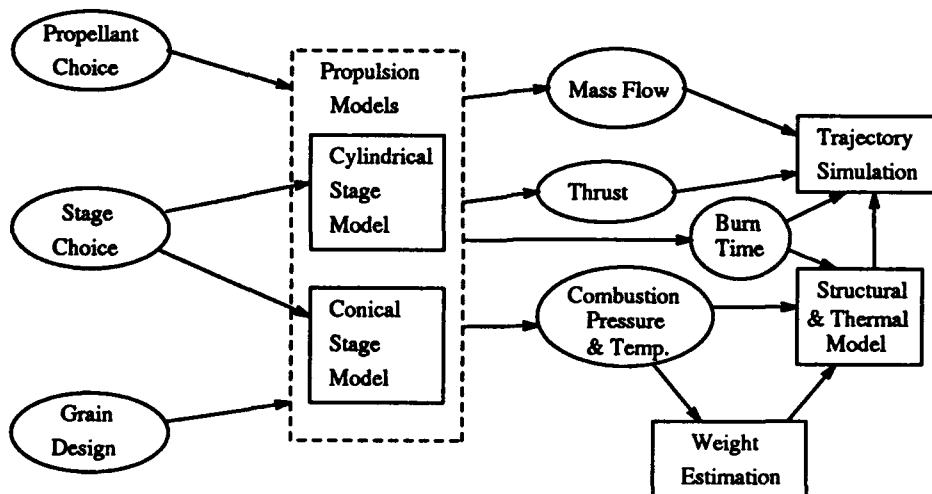 Propellant
Choice
Stage
Choice
Grain
Design
Propulsion
Models
Cylindrical
Stage
Model
Conical
Stage
Model
Mass Flow
Thrust
Burn
Time
Combustion
Pressure
& Temp.
Trajectory
Simulation
Structural
& Thermal
Model
Weight
Estimation